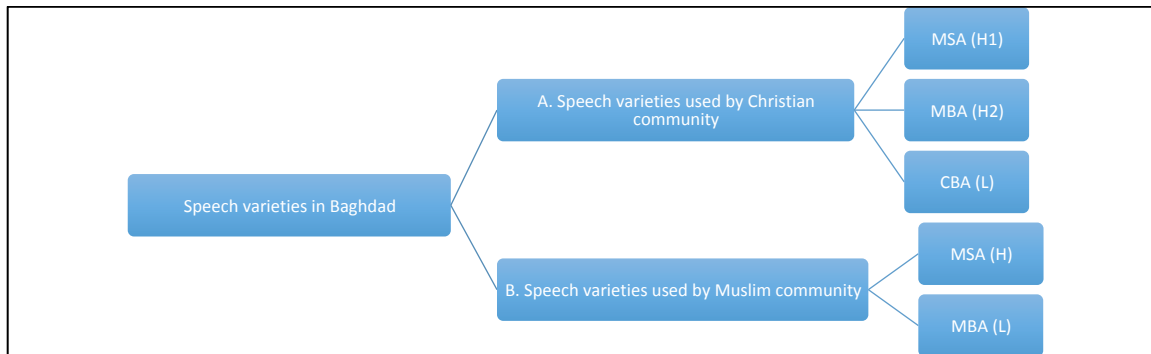 Speech varieties in Baghdad
A. Speech varieties used by Christian
community
MSA (H1)
MBA (H2)
CBA (L)
B. Speech varieties used by Muslim community
MSA (H)
MBA (L)